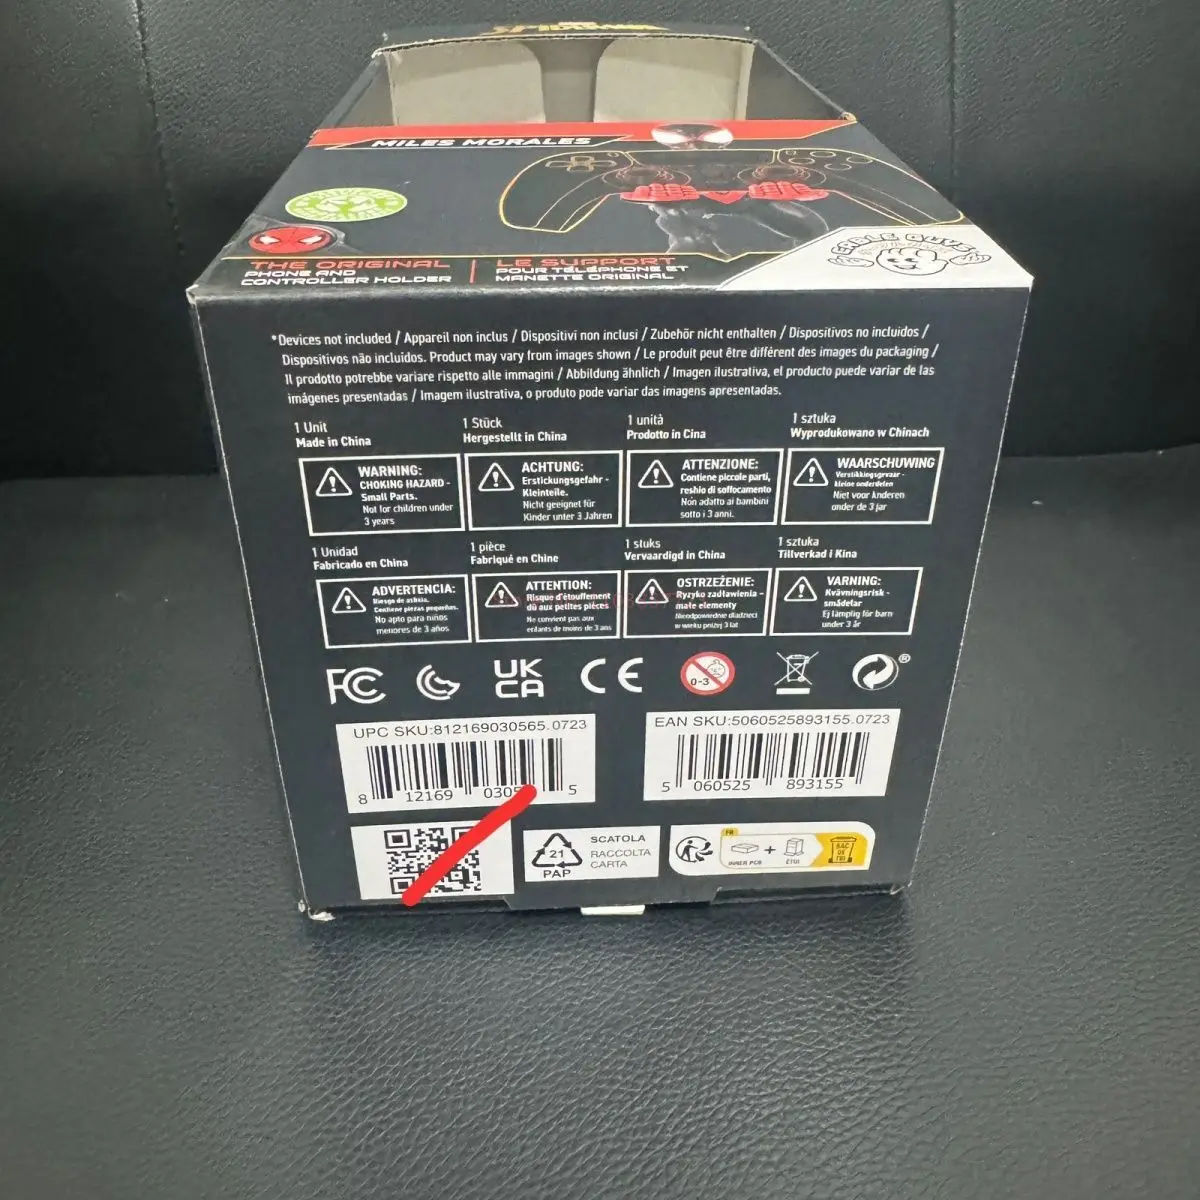 MILES MORALES
CABLE GUYS
THE ORIGINAL
PHONE AND
CONTROLLER HOLDER
LE SUPPORT
POUR TÉLÉPHONE ET
MANETTE ORIGINAL
*Devices not included / Appareil non inclus / Dispositivi non inclusi / Zubehör nicht enthalten / Dispositivos no incluidos /
Dispositivos não incluidos. Product may vary from images shown / Le produit peut être différent des images du packaging /
Il prodotto potrebbe variare rispetto alle immagini / Abbildung ähnlich / Imagen ilustrativa, el producto puede variar de las
imágenes presentadas / Imagem ilustrativa, o produto pode variar das imagens apresentadas.
1 Unit
Made in China
WARNING:
CHOKING HAZARD -
Small Parts.
Not for children under
3 years
1 Stück
Hergestellt in China
ACHTUNG:
Erstickungsgefahr -
Kleinteile.
Nicht geeignet für
Kinder unter 3 Jahren
1 unità
Prodotto in Cina
ATTENZIONE:
Contiene piccole parti,
reshio di soffocamento
Non adatto ai bambini
sotto i 3 anni.
1 sztuka
Wyprodukowano w Chinach
WAARSCHUWING
Verstikkingsgevaar -
kleine onderdelen
Niet voor knderen
onder de 3 jar
1 Unidad
Fabricado en China
ADVERTENCIA:
Riesgo de asfixia.
Contiene piezas pequeñas.
No apto para niños
menores de 3 años
1 pièce
Fabriqué en Chine
ATTENTION:
Risque d'étouffement
dû aux petites pièces
Ne convient pas aux
enfants de moins de 3 ans
1 stuks
Vervaardigd in China
OSTRZEŻENIE:
Ryzyko zadławienia -
małe elementy
Nieodpowiednie dladzieci
w wieku poniżej 3 lat
1 sztuka
Tillverkad i Kina
VARNING:
Kvävningsrisk -
smådelar
Ej lämplig för barn
under 3 år
FC
UK
CA
CE
0-3
®
UPC SKU:812169030565.0723
8 12169 0305 5
EAN SKU:5060525893155.0723
5 060525 893155
21
PAP
SCATOLA
RACCOLTA
CARTA
FR
INNER PCB
+
ÉTUI
BAC
DE
TRI